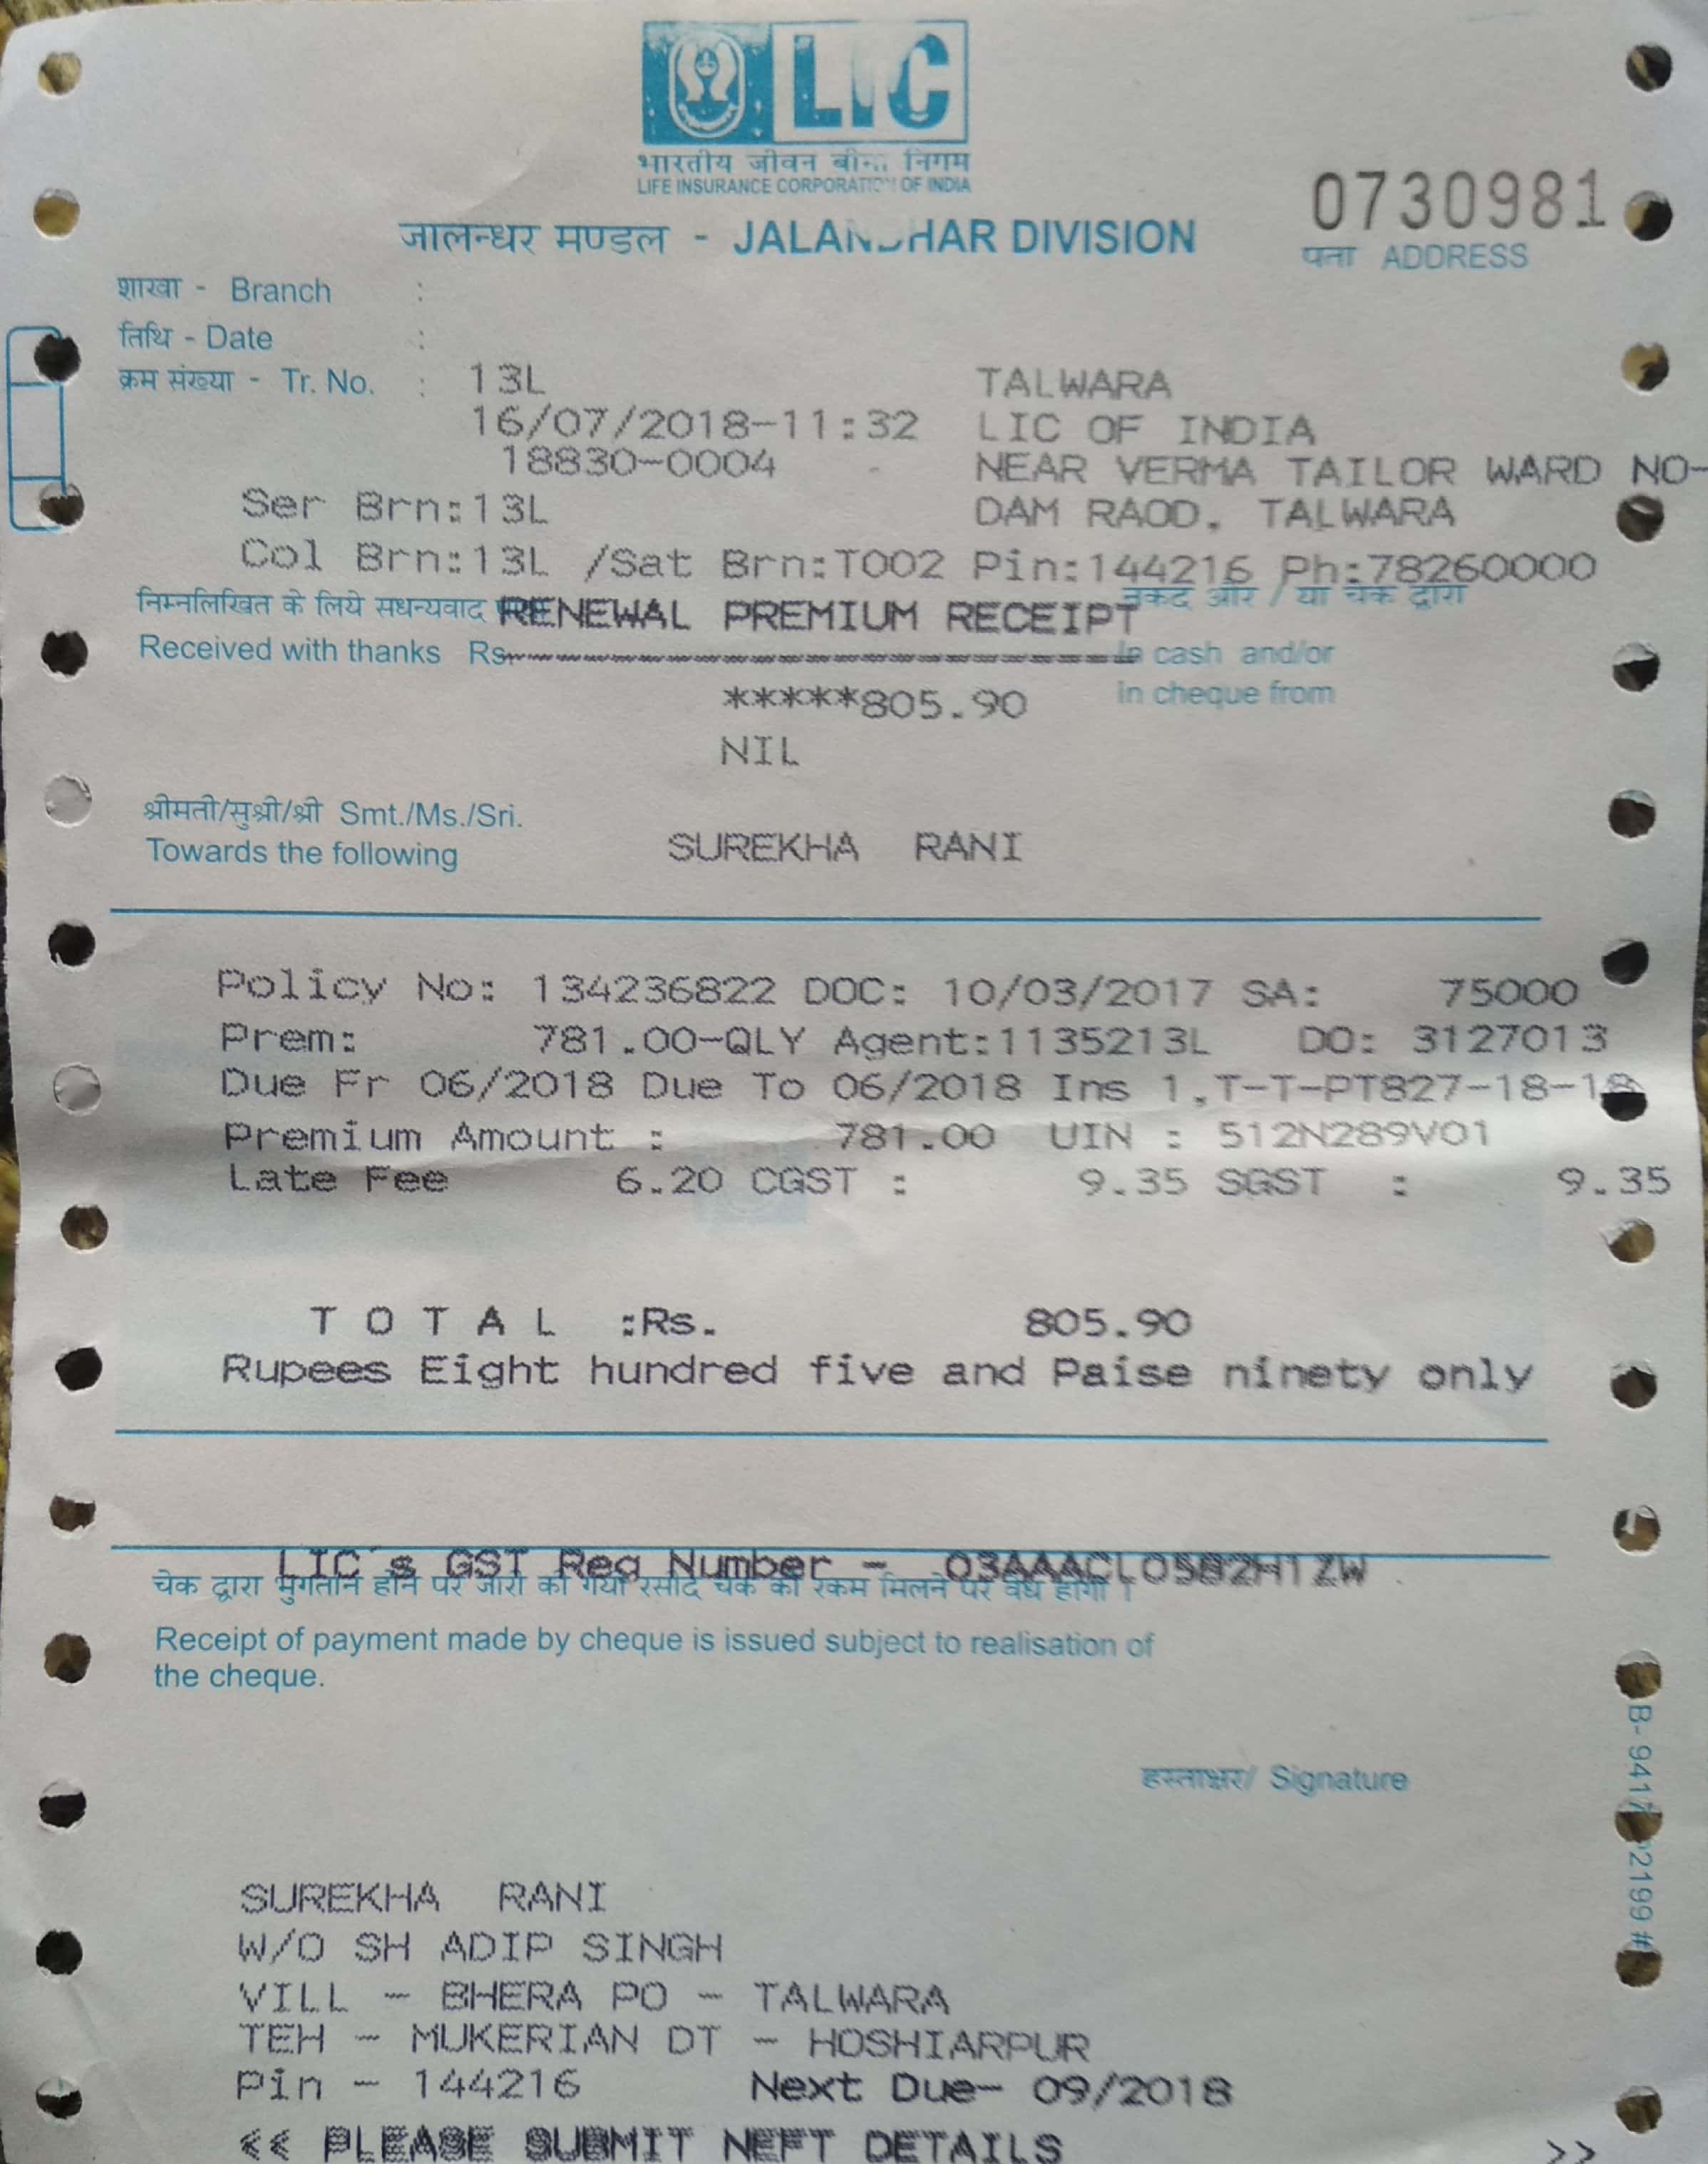 LIC
भारतीय जीवन बीमा निगम
LIFE INSURANCE CORPORATION OF INDIA
0730981
जालन्धर मण्डल - JALANDHAR DIVISION
पता ADDRESS
शाखा - Branch :
तिथि - Date :
क्रम संख्या - Tr. No. : 13L TALWARA
16/07/2018-11:32 LIC OF INDIA
18830-0004 NEAR VERMA TAILOR WARD NO-
Ser Brn:13L DAM RAOD, TALWARA
Col Brn:13L /Sat Brn:T002 Pin:144216 Ph:78260000
निम्नलिखित के लिये सधन्यवाद RENEWAL PREMIUM RECEIPT नकद और / या चेक द्वारा
Received with thanks Rs. In cash and/or
*****805.90 In cheque from
NIL
श्रीमती/सुश्री/श्री Smt./Ms./Sri.
Towards the following SUREKHA RANI
Policy No: 134236822 DOC: 10/03/2017 SA: 75000
Prem: 781.00-QLY Agent:1135213L DO: 3127013
Due Fr 06/2018 Due To 06/2018 Ins 1,T-T-PT827-18-18
Premium Amount : 781.00 UIN : 512N289V01
Late Fee 6.20 CGST : 9.35 SGST : 9.35
T O T A L :Rs. 805.90
Rupees Eight hundred five and Paise ninety only
LIC's GST Reg Number - 03AAACL0582H1ZW
चेक द्वारा भुगतान होने पर जारी की गयी रसीद चेक की रकम मिलने पर वैध होगी ।
Receipt of payment made by cheque is issued subject to realisation of
the cheque.
हस्ताक्षर/ Signature
SUREKHA RANI
W/O SH ADIP SINGH
VILL - BHERA PO - TALWARA
TEH - MUKERIAN DT - HOSHIARPUR
Pin - 144216 Next Due- 09/2018
<< PLEASE SUBMIT NEFT DETAILS >>